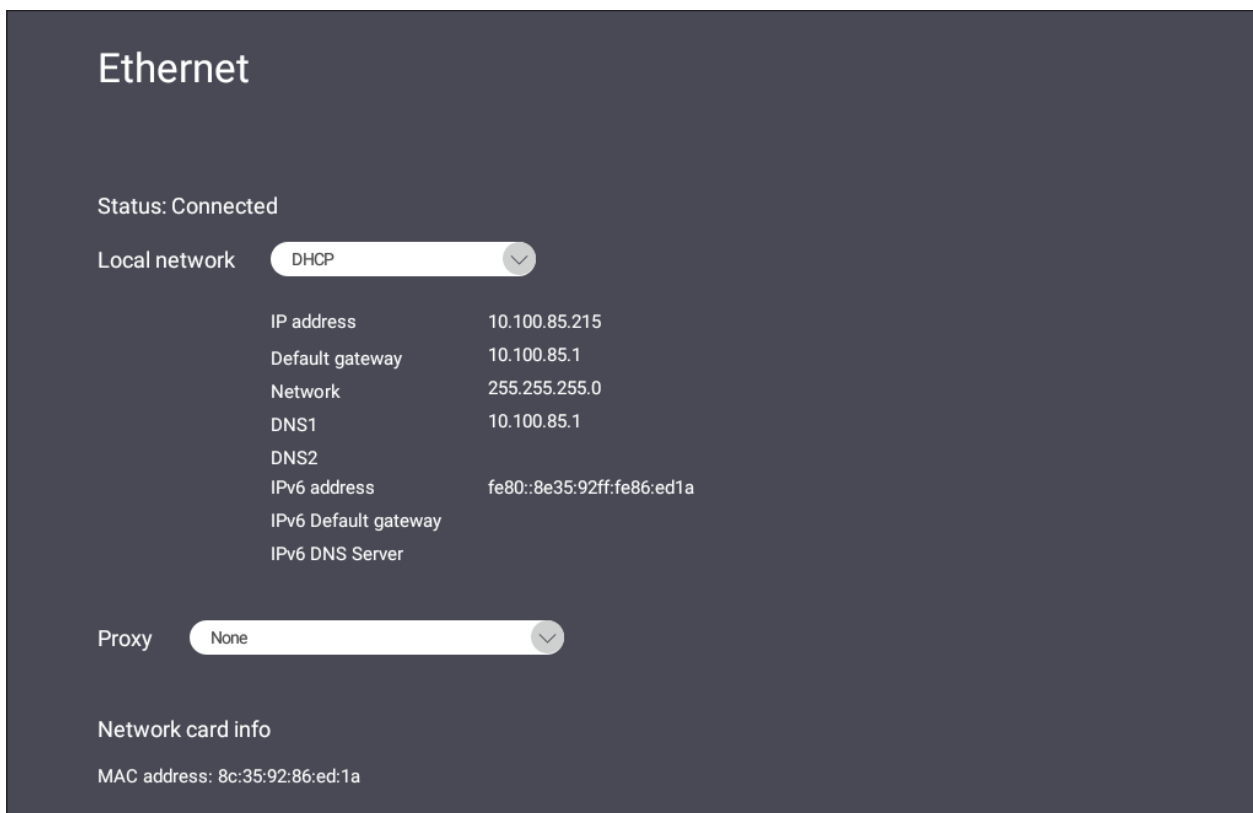 Ethernet
Status: Connected
Local network DHCP
IP address 10.100.85.215
Default gateway 10.100.85.1
Network 255.255.255.0
DNS1 10.100.85.1
DNS2
IPv6 address fe80::8e35:92ff:fe86:ed1a
IPv6 Default gateway
IPv6 DNS Server
Proxy None
Network card info
MAC address: 8c:35:92:86:ed:1a